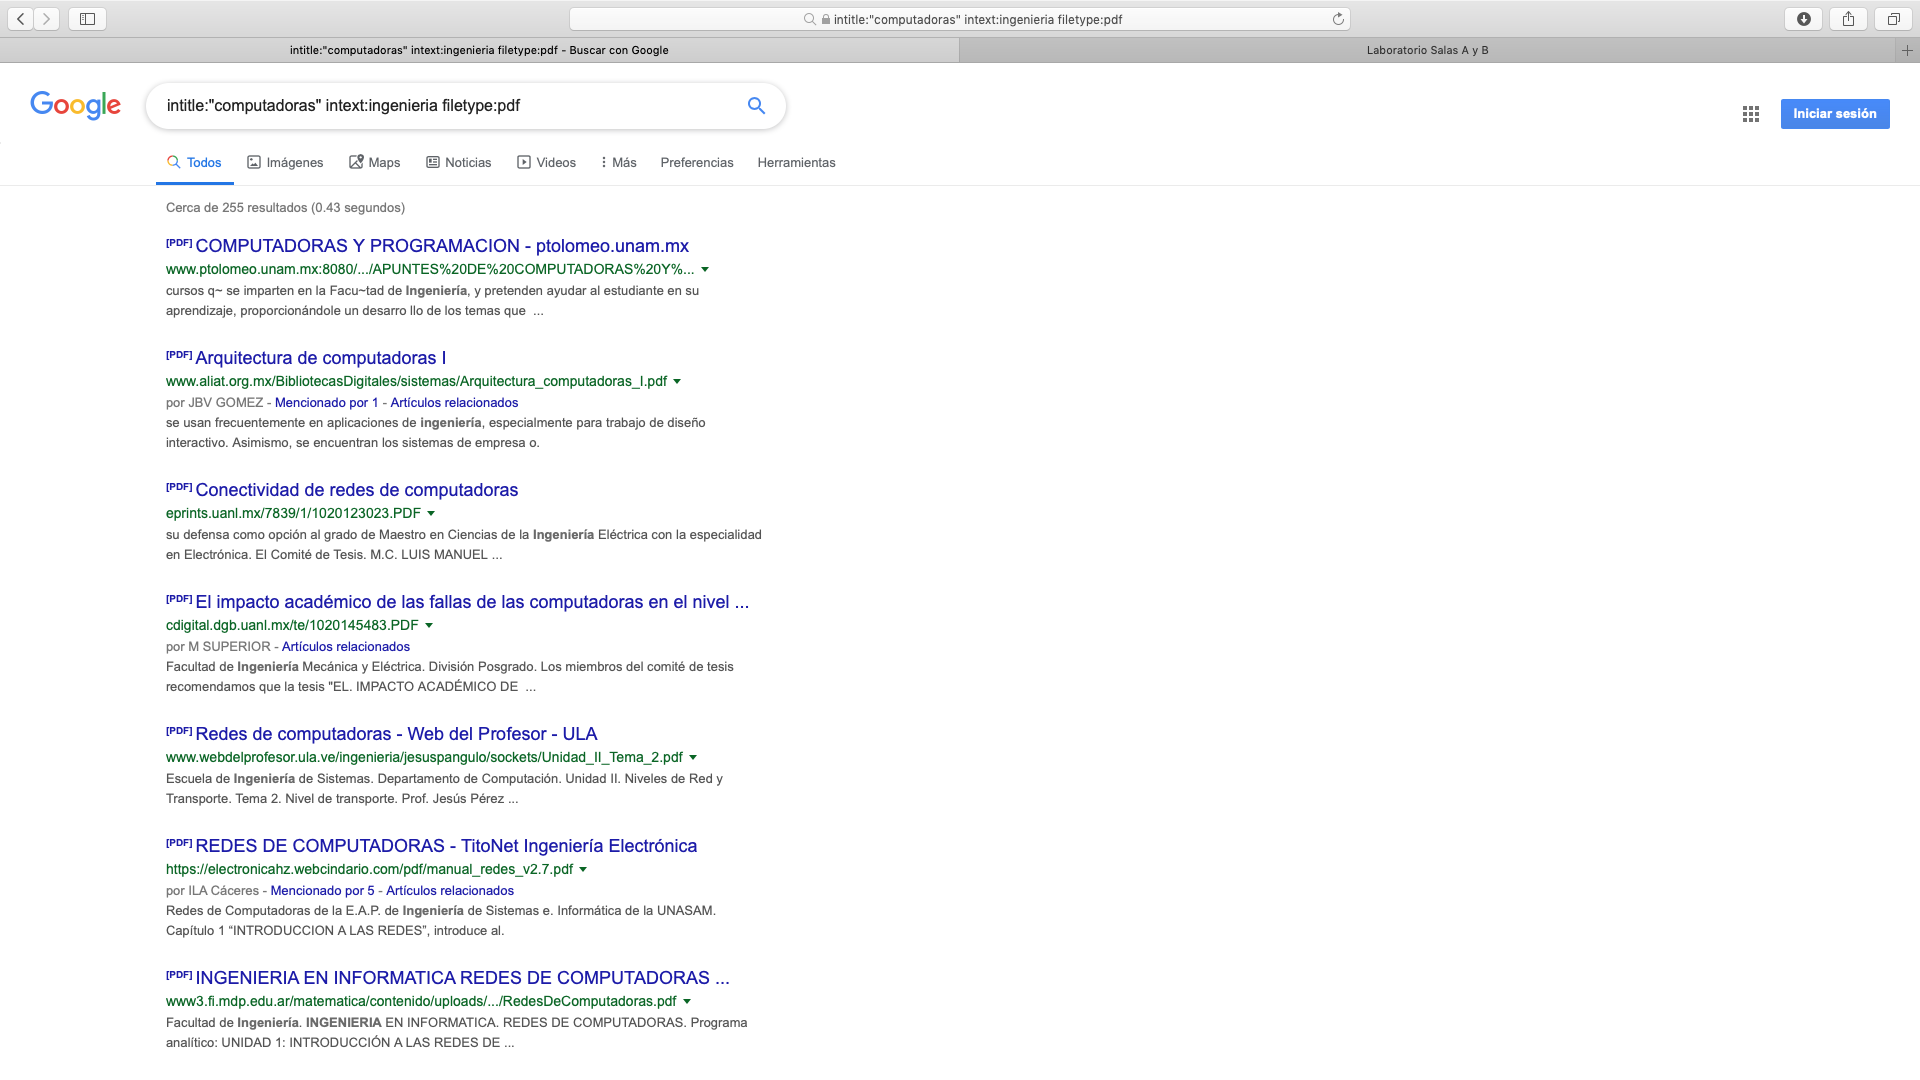 intitle:"computadoras" intext:ingenieria filetype:pdf
intitle:"computadoras" intext:ingenieria filetype:pdf - Buscar con Google
Laboratorio Salas A y B
Google
intitle:"computadoras" intext:ingenieria filetype:pdf
Iniciar sesión
Todos
Imágenes
Maps
Noticias
Videos
Más
Preferencias
Herramientas
Cerca de 255 resultados (0.43 segundos)
[PDF] COMPUTADORAS Y PROGRAMACION - ptolomeo.unam.mx
www.ptolomeo.unam.mx:8080/.../APUNTES%20DE%20COMPUTADORAS%20Y%...
cursos q~ se imparten en la Facu~tad de Ingeniería, y pretenden ayudar al estudiante en su
aprendizaje, proporcionándole un desarro llo de los temas que ...
[PDF] Arquitectura de computadoras I
www.aliat.org.mx/BibliotecasDigitales/sistemas/Arquitectura_computadoras_I.pdf
por JBV GOMEZ - Mencionado por 1 - Artículos relacionados
se usan frecuentemente en aplicaciones de ingeniería, especialmente para trabajo de diseño
interactivo. Asimismo, se encuentran los sistemas de empresa o.
[PDF] Conectividad de redes de computadoras
eprints.uanl.mx/7839/1/1020123023.PDF
su defensa como opción al grado de Maestro en Ciencias de la Ingeniería Eléctrica con la especialidad
en Electrónica. El Comité de Tesis. M.C. LUIS MANUEL ...
[PDF] El impacto académico de las fallas de las computadoras en el nivel ...
cdigital.dgb.uanl.mx/te/1020145483.PDF
por M SUPERIOR - Artículos relacionados
Facultad de Ingeniería Mecánica y Eléctrica. División Posgrado. Los miembros del comité de tesis
recomendamos que la tesis "EL. IMPACTO ACADÉMICO DE ...
[PDF] Redes de computadoras - Web del Profesor - ULA
www.webdelprofesor.ula.ve/ingenieria/jesuspangulo/sockets/Unidad_II_Tema_2.pdf
Escuela de Ingeniería de Sistemas. Departamento de Computación. Unidad II. Niveles de Red y
Transporte. Tema 2. Nivel de transporte. Prof. Jesús Pérez ...
[PDF] REDES DE COMPUTADORAS - TitoNet Ingeniería Electrónica
https://electronicahz.webcindario.com/pdf/manual_redes_v2.7.pdf
por ILA Cáceres - Mencionado por 5 - Artículos relacionados
Redes de Computadoras de la E.A.P. de Ingeniería de Sistemas e. Informática de la UNASAM.
Capítulo 1 “INTRODUCCION A LAS REDES”, introduce al.
[PDF] INGENIERIA EN INFORMATICA REDES DE COMPUTADORAS ...
www3.fi.mdp.edu.ar/matematica/contenido/uploads/.../RedesDeComputadoras.pdf
Facultad de Ingeniería. INGENIERIA EN INFORMATICA. REDES DE COMPUTADORAS. Programa
analítico: UNIDAD 1: INTRODUCCIÓN A LAS REDES DE ...